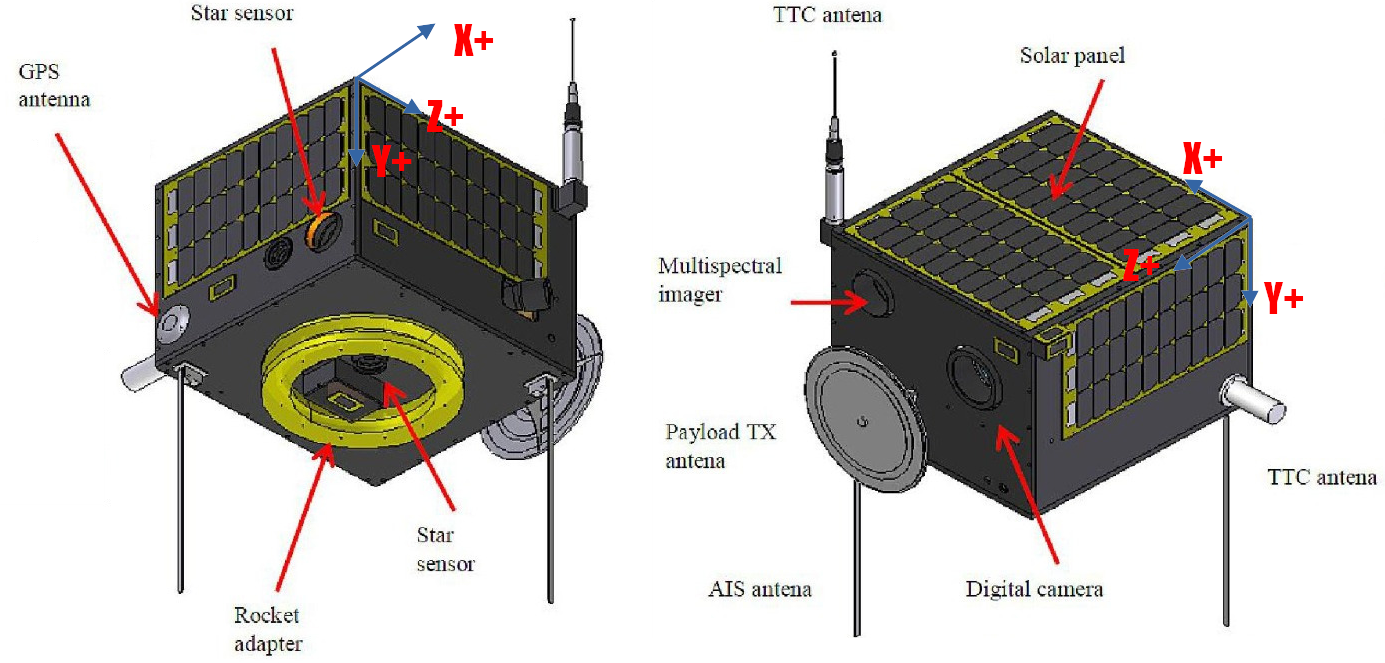 Star sensor
TTC antena
X+
Solar panel
GPS
antenna
Z+
X+
Y+
Multispectral
imager
Z+
Y+
Payload TX
antena
TTC antena
Star
sensor
AIS antena
Digital camera
Rocket
adapter